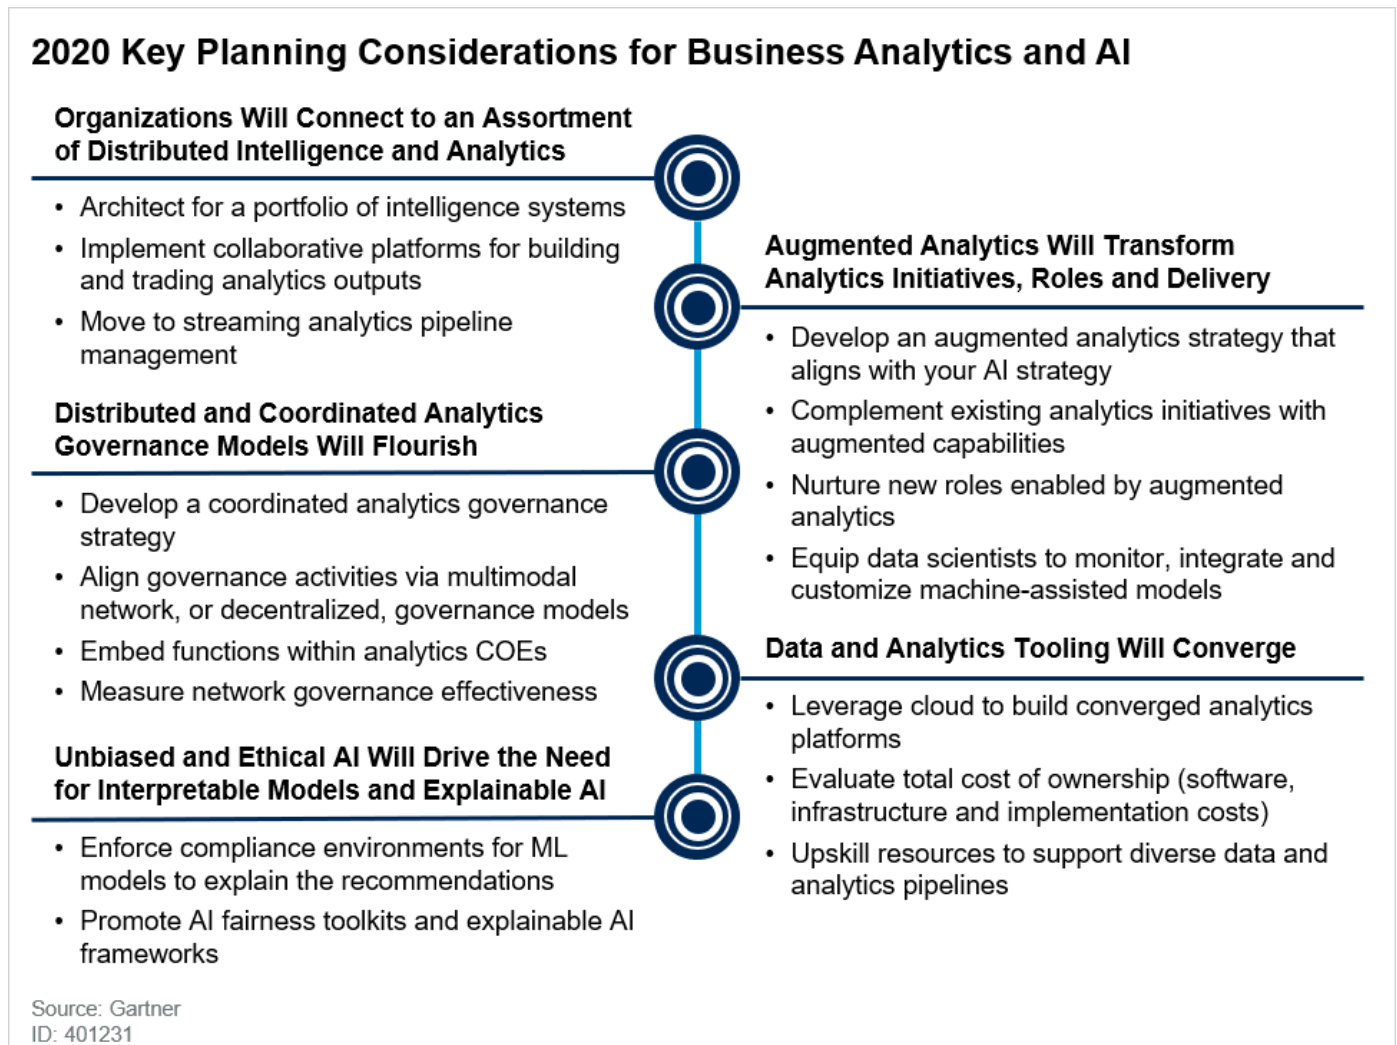 2020 Key Planning Considerations for Business Analytics and AI
Organizations Will Connect to an Assortment
of Distributed Intelligence and Analytics
• Architect for a portfolio of intelligence systems
• Implement collaborative platforms for building
and trading analytics outputs
• Move to streaming analytics pipeline
management
Augmented Analytics Will Transform
Analytics Initiatives, Roles and Delivery
• Develop an augmented analytics strategy that
aligns with your AI strategy
• Complement existing analytics initiatives with
augmented capabilities
• Nurture new roles enabled by augmented
analytics
• Equip data scientists to monitor, integrate and
customize machine-assisted models
Distributed and Coordinated Analytics
Governance Models Will Flourish
• Develop a coordinated analytics governance
strategy
• Align governance activities via multimodal
network, or decentralized, governance models
• Embed functions within analytics COEs
• Measure network governance effectiveness
Data and Analytics Tooling Will Converge
• Leverage cloud to build converged analytics
platforms
• Evaluate total cost of ownership (software,
infrastructure and implementation costs)
• Upskill resources to support diverse data and
analytics pipelines
Unbiased and Ethical AI Will Drive the Need
for Interpretable Models and Explainable AI
• Enforce compliance environments for ML
models to explain the recommendations
• Promote AI fairness toolkits and explainable AI
frameworks
Source: Gartner
ID: 401231